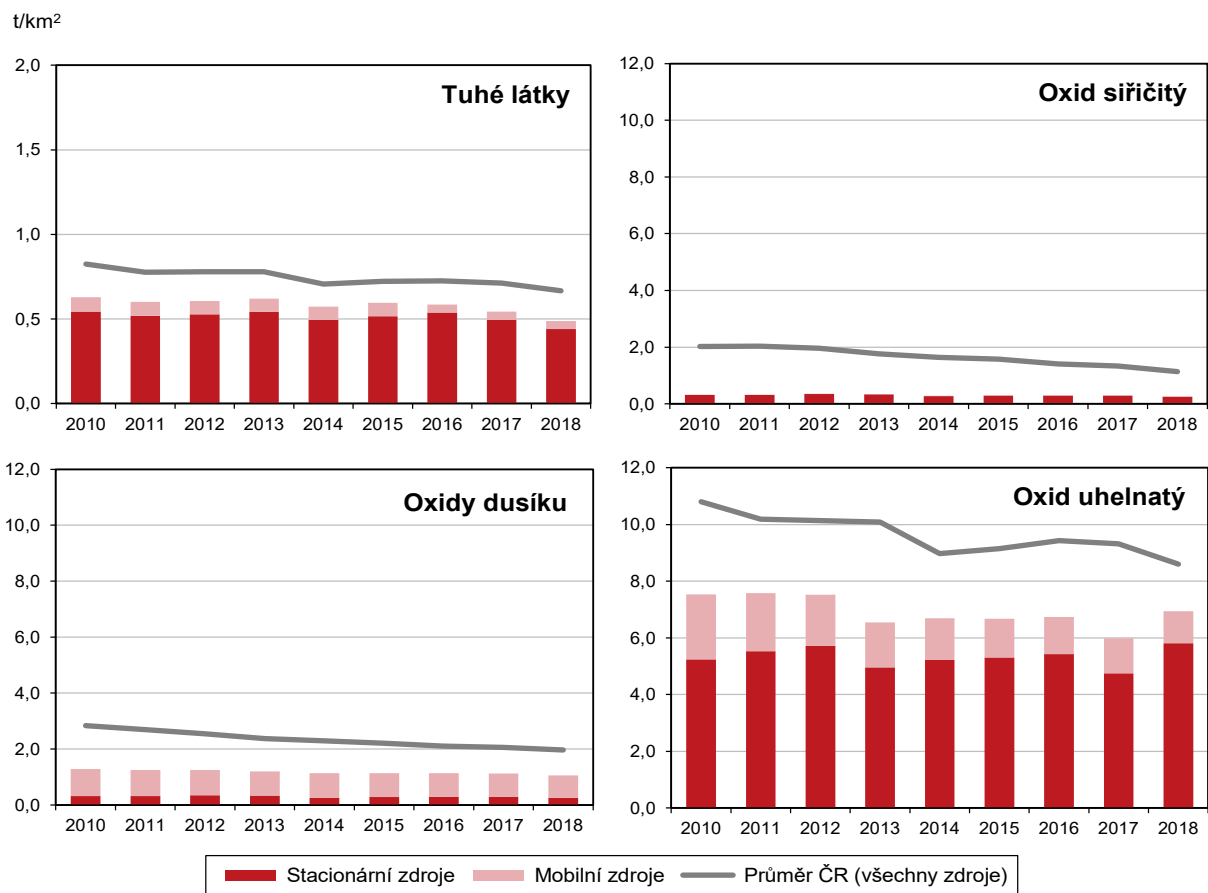 t/km²
Tuhé látky
2,0
1,5
1,0
0,5
0,0
2010 2011 2012 2013 2014 2015 2016 2017 2018
Oxid siřičitý
12,0
10,0
8,0
6,0
4,0
2,0
0,0
2010 2011 2012 2013 2014 2015 2016 2017 2018
Oxidy dusíku
12,0
10,0
8,0
6,0
4,0
2,0
0,0
2010 2011 2012 2013 2014 2015 2016 2017 2018
Oxid uhelnatý
12,0
10,0
8,0
6,0
4,0
2,0
0,0
2010 2011 2012 2013 2014 2015 2016 2017 2018
Stacionární zdroje Mobilní zdroje Průměr ČR (všechny zdroje)